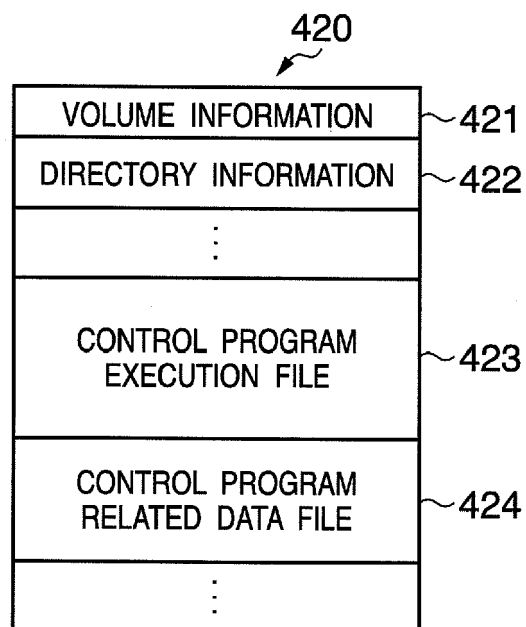 420
VOLUME INFORMATION 421
DIRECTORY INFORMATION 422
⋮
CONTROL PROGRAM
EXECUTION FILE
423
CONTROL PROGRAM
RELATED DATA FILE
424
⋮